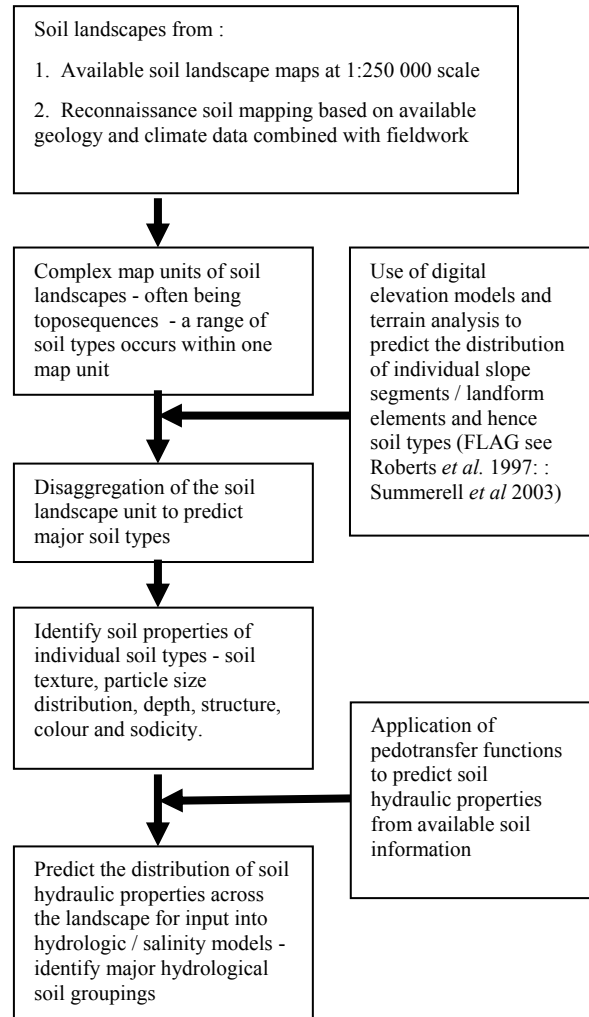 Soil landscapes from :
1. Available soil landscape maps at 1:250 000 scale
2. Reconnaissance soil mapping based on available
geology and climate data combined with fieldwork
Complex map units of soil
landscapes - often being
toposequences - a range of
soil types occurs within one
map unit
Use of digital
elevation models and
terrain analysis to
predict the distribution
of individual slope
segments / landform
elements and hence
soil types (FLAG see
Roberts et al. 1997: :
Summerell et al 2003)
Disaggregation of the soil
landscape unit to predict
major soil types
Identify soil properties of
individual soil types - soil
texture, particle size
distribution, depth, structure,
colour and sodicity.
Application of
pedotransfer functions
to predict soil
hydraulic properties
from available soil
information
Predict the distribution of soil
hydraulic properties across
the landscape for input into
hydrologic / salinity models -
identify major hydrological
soil groupings